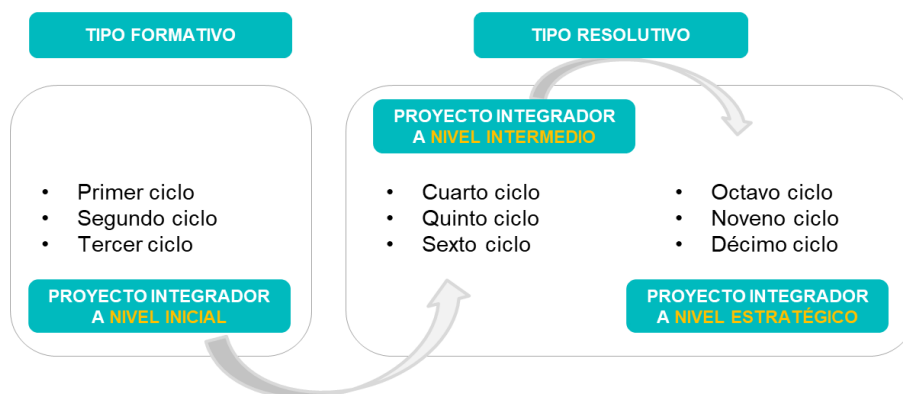 TIPO FORMATIVO
• Primer ciclo
• Segundo ciclo
• Tercer ciclo
PROYECTO INTEGRADOR
A NIVEL INICIAL
TIPO RESOLUTIVO
PROYECTO INTEGRADOR
A NIVEL INTERMEDIO
• Cuarto ciclo
• Quinto ciclo
• Sexto ciclo
• Octavo ciclo
• Noveno ciclo
• Décimo ciclo
PROYECTO INTEGRADOR
A NIVEL ESTRATÉGICO